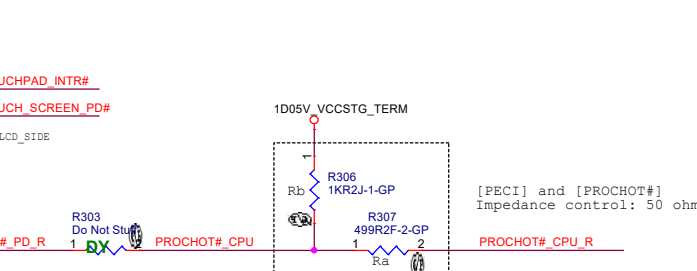 UCHPAD_INTR#
UCH_SCREEN_PD#
LCD_SIDE
1D05V_VCCSTG_TERM
1
R306
Rb
1KR2J-1-GP
[PECI] and [PROCHOT#]
Impedance control: 50 ohm
R303
Do Not Stuff
R307
499R2F-2-GP
#_PD_R
1
DX
PROCHOT#_CPU
1
2
PROCHOT#_CPU_R
Ra